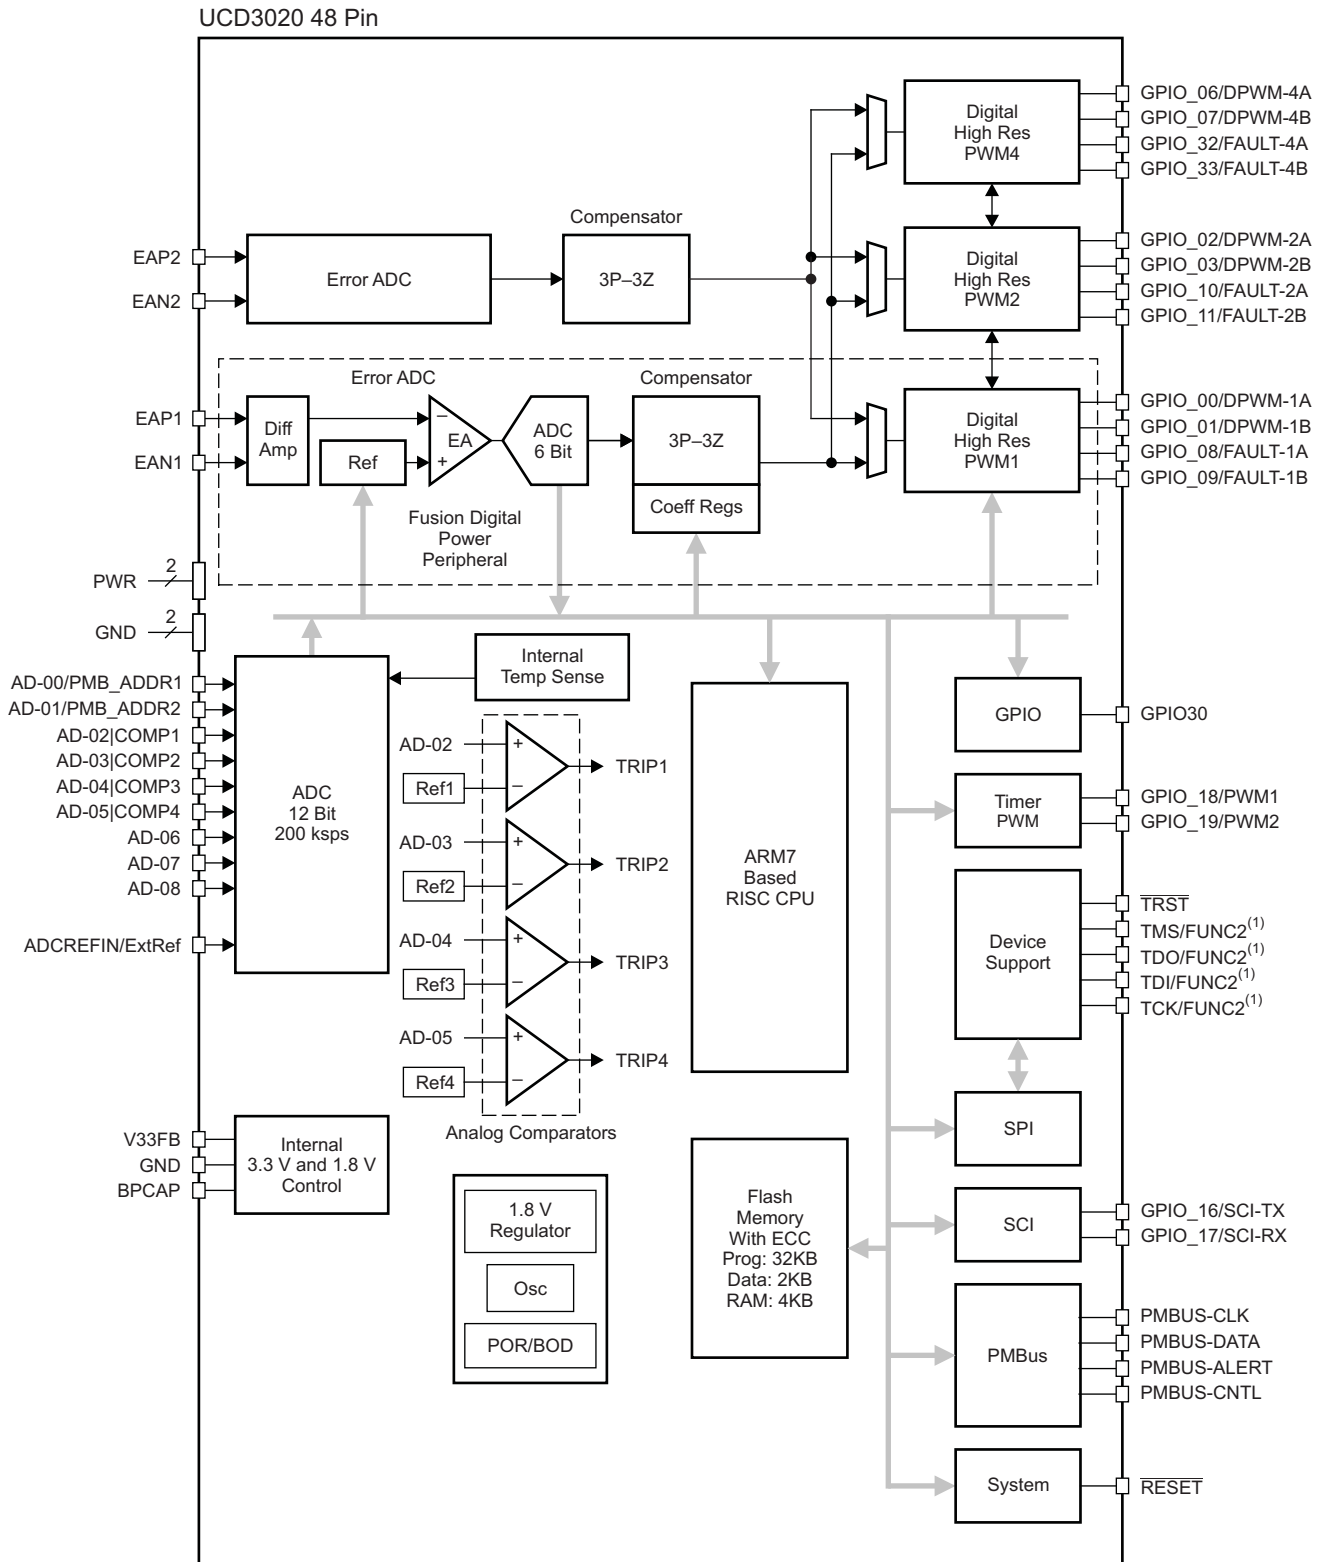 UCD3020 48 Pin
Digital
High Res
PWM4
GPIO_06/DPWM-4A
GPIO_07/DPWM-4B
GPIO_32/FAULT-4A
GPIO_33/FAULT-4B
EAP2
EAN2
Error ADC
Compensator
3P–3Z
Digital
High Res
PWM2
GPIO_02/DPWM-2A
GPIO_03/DPWM-2B
GPIO_10/FAULT-2A
GPIO_11/FAULT-2B
EAP1
EAN1
Error ADC
Diff
Amp
Ref
–
EA
+
ADC
6 Bit
Compensator
3P–3Z
Coeff Regs
Fusion Digital
Power
Peripheral
Digital
High Res
PWM1
GPIO_00/DPWM-1A
GPIO_01/DPWM-1B
GPIO_08/FAULT-1A
GPIO_09/FAULT-1B
PWR
2
GND
2
AD-00/PMB_ADDR1
AD-01/PMB_ADDR2
AD-02|COMP1
AD-03|COMP2
AD-04|COMP3
AD-05|COMP4
AD-06
AD-07
AD-08
ADCREFIN/ExtRef
ADC
12 Bit
200 ksps
Internal
Temp Sense
AD-02
+
Ref1
–
TRIP1
AD-03
+
Ref2
–
TRIP2
AD-04
+
Ref3
–
TRIP3
AD-05
+
Ref4
–
TRIP4
Analog Comparators
ARM7
Based
RISC CPU
GPIO
GPIO30
Timer
PWM
GPIO_18/PWM1
GPIO_19/PWM2
Device
Support
TRST
TMS/FUNC2(1)
TDO/FUNC2(1)
TDI/FUNC2(1)
TCK/FUNC2(1)
SPI
V33FB
GND
BPCAP
Internal
3.3 V and 1.8 V
Control
1.8 V
Regulator
Osc
POR/BOD
Flash
Memory
With ECC
Prog: 32KB
Data: 2KB
RAM: 4KB
SCI
GPIO_16/SCI-TX
GPIO_17/SCI-RX
PMBus
PMBUS-CLK
PMBUS-DATA
PMBUS-ALERT
PMBUS-CNTL
System
RESET